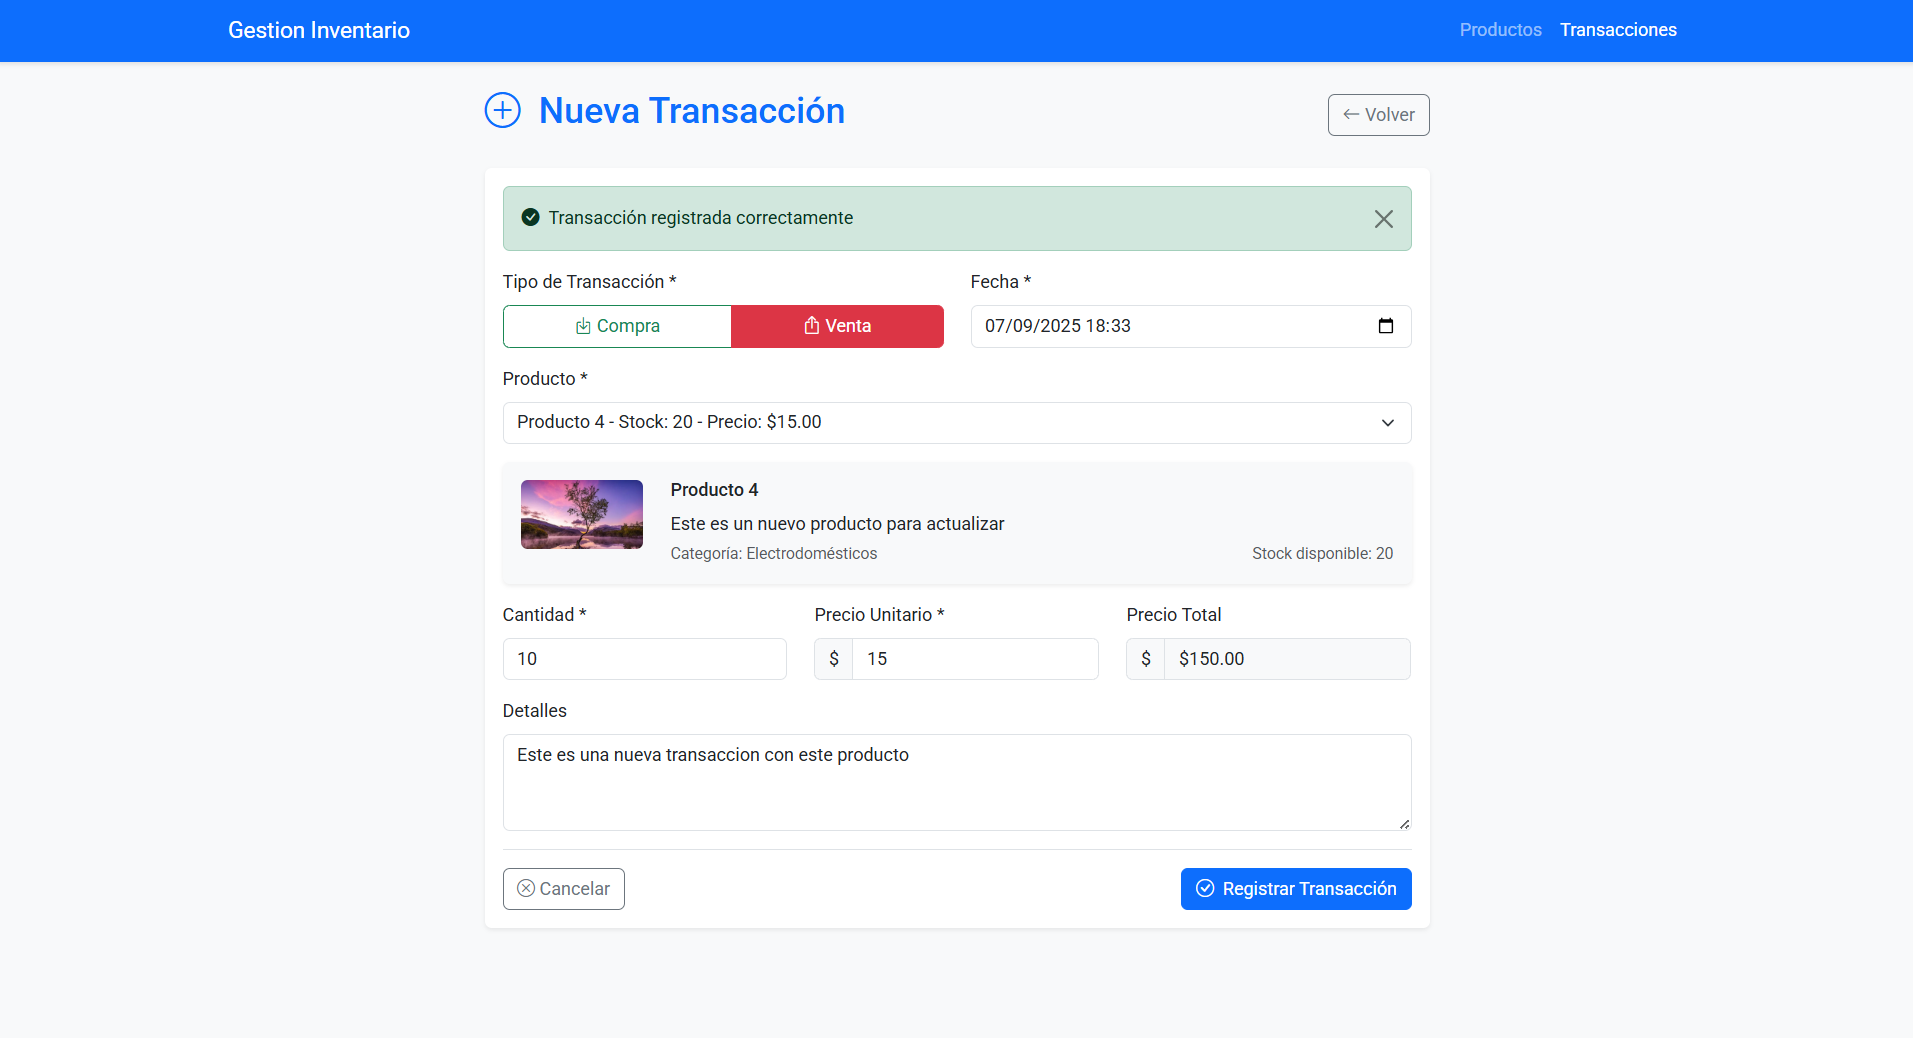 Gestion Inventario
Productos Transacciones
Nueva Transacción
Volver
Transacción registrada correctamente
Tipo de Transacción * Fecha *
Compra Venta 07/09/2025 18:33
Producto *
Producto 4 - Stock: 20 - Precio: $15.00
Producto 4
Este es un nuevo producto para actualizar
Categoría: Electrodomésticos Stock disponible: 20
Cantidad * Precio Unitario * Precio Total
10 $ 15 $ $150.00
Detalles
Este es una nueva transaccion con este producto
Cancelar Registrar Transacción